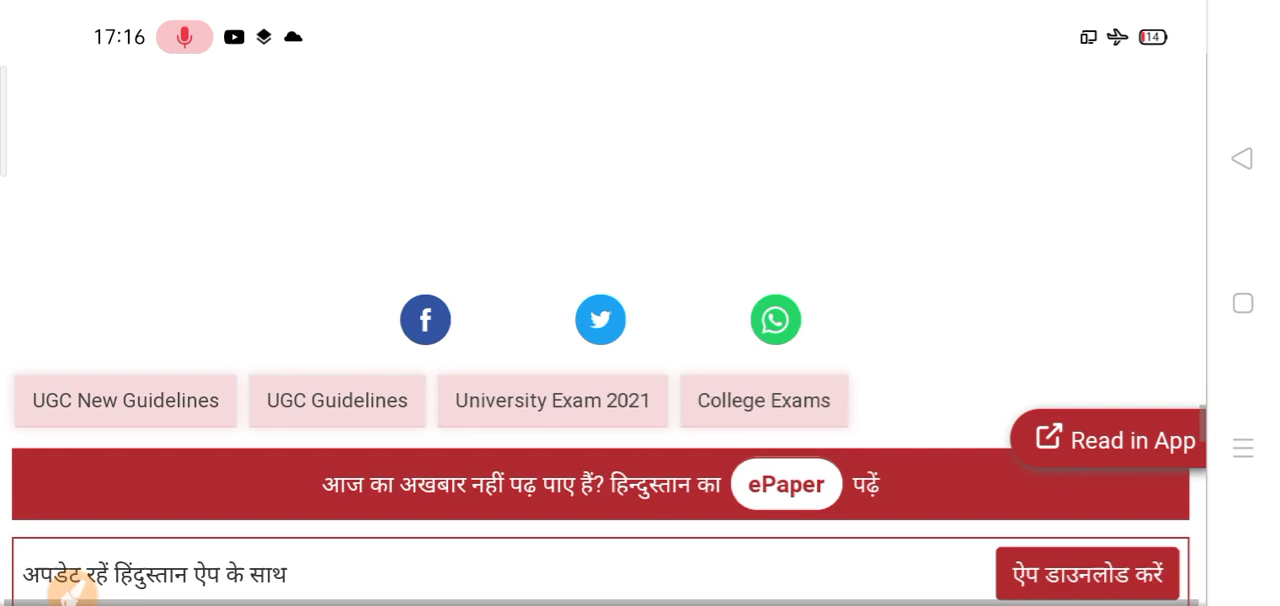 17:16
14
f
UGC New Guidelines UGC Guidelines University Exam 2021 College Exams
Read in App
आज का अखबार नहीं पढ़ पाए हैं? हिन्दुस्तान का ePaper पढ़ें
अपडेट रहें हिंदुस्तान ऐप के साथ
ऐप डाउनलोड करें